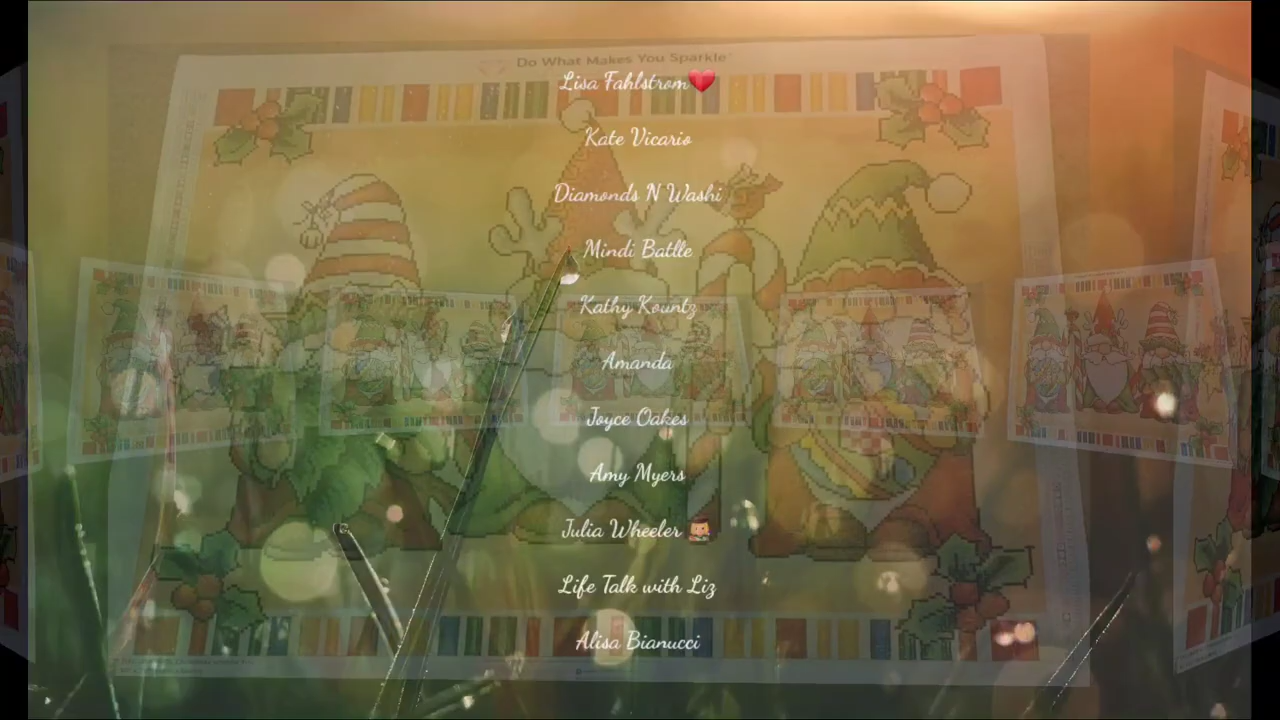 Do What Makes You Sparkle
Lisa Fahlstrom❤️
Kate Vicario
Diamonds N Washi
Mindi Batlle
Kathy Kountz
Amanda
Joyce Oakes
Amy Myers
Julia Wheeler 👩‍🎓
Life Talk with Liz
Alisa Bianucci